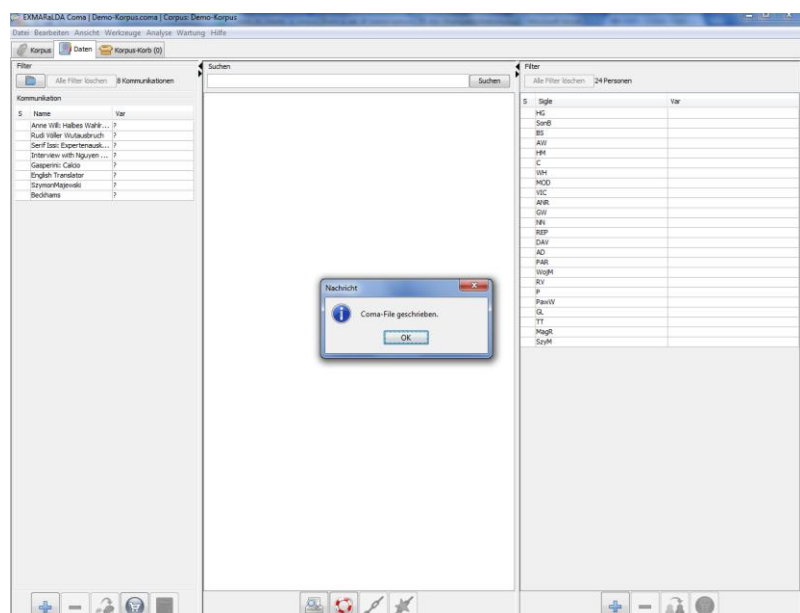 EXMARaLDA Coma | Demo-Korpus.coma | Corpus: Demo-Korpus
Datei Bearbeiten Ansicht Werkzeuge Analyse Wartung Hilfe
Korpus Daten Korpus-Korb (0)
Filter
Alle Filter löschen 8 Kommunikationen
Kommunikation
S Name Var
Anne Will: Halbes Wahlr... ?
Rudi Völler Wutausbruch ?
Serif Issi: Expertenausk... ?
Interview with Nguyen ... ?
Gasperini: Calcio ?
English Translator ?
SzymonMajewski ?
Beckhams ?
Suchen
Suchen
Nachricht
Coma-File geschrieben.
OK
Filter
Alle Filter löschen 24 Personen
S Sigle Var
HG
SonB
BS
AW
HM
C
WH
MOD
VIC
ANR
GW
NN
REP
DAV
AD
PAR
WojM
RV
P
PawW
GL
TT
MagR
SzyM